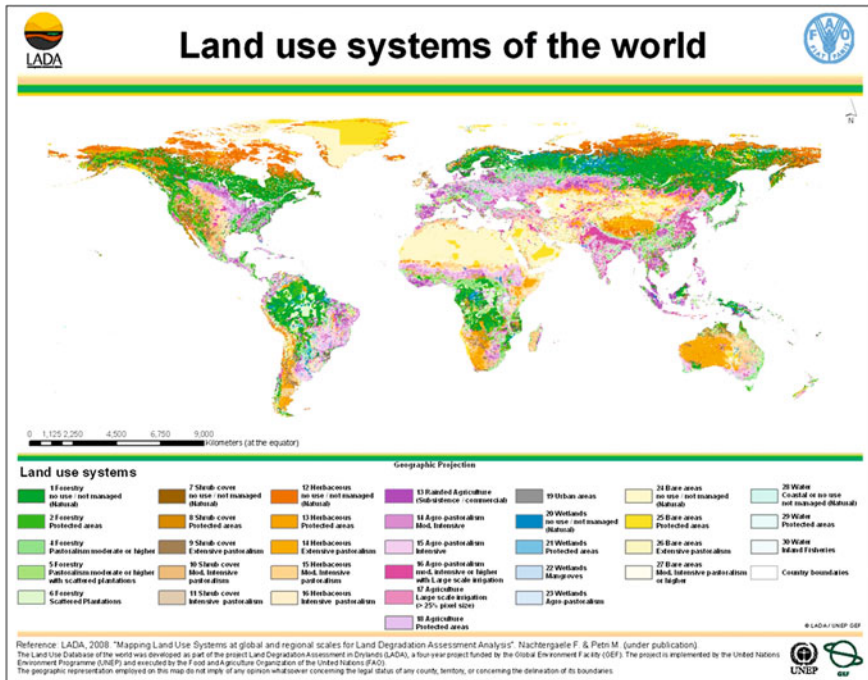 LADA
Land use systems of the world
FAO
FIAT PANIS
N
0 1,125 2,250 4,500 6,750 9,000
Kilometers (at the equator)
Geographic Projection
Land use systems
1 Forestry
no use / not managed
(Natural)
2 Forestry
Protected areas
4 Forestry
Pastoralism moderate or higher
5 Forestry
Pastoralism moderate or higher
with scattered plantations
6 Forestry
Scattered Plantations
7 Shrub cover
no use / not managed
(Natural)
8 Shrub cover
Protected areas
9 Shrub cover
Extensive pastoralism
10 Shrub cover
Mod. Intensive
pastoralism
11 Shrub cover
Intensive pastoralism
12 Herbaceous
no use / not managed
(Natural)
13 Herbaceous
Protected areas
14 Herbaceous
Extensive pastoralism
15 Herbaceous
Mod. Intensive
pastoralism
16 Herbaceous
Intensive pastoralism
13 Rainfed Agriculture
(Subsistence / commercial)
14 Agro-pastoralism
Mod. Intensive
15 Agro-pastoralism
Intensive
16 Agro-pastoralism
mod. intensive or higher
with Large scale irrigation
17 Agriculture
Large scale irrigation
(> 25% pixel size)
18 Agriculture
Protected areas
19 Urban areas
20 Wetlands
no use / not managed
(Natural)
21 Wetlands
Protected areas
22 Wetlands
Mangroves
23 Wetlands
Agro-pastoralism
24 Bare areas
no use / not managed
(Natural)
25 Bare areas
Protected areas
26 Bare areas
Extensive pastoralism
27 Bare areas
Mod. Intensive pastoralism
or higher
28 Water
Coastal or no use
not managed (Natural)
29 Water
Protected areas
30 Water
Inland Fisheries
Country boundaries
© LADA / UNEP GEF
Reference: LADA, 2008. "Mapping Land Use Systems at global and regional scales for Land Degradation Assessment Analysis". Nachtergaele F. & Petri M. (under publication).
The Land Use Database of the world was developed as part of the project Land Degradation Assessment in Drylands (LADA), a four-year project funded by the Global Environment Facility (GEF). The project is implemented by the United Nations
Environment Programme (UNEP) and executed by the Food and Agriculture Organization of the United Nations (FAO).
The geographic representation employed on this map do not imply of any opinion whatsoever concerning the legal status of any county, territory, or concerning the delineation of its boundaries.
UNEP
GEF